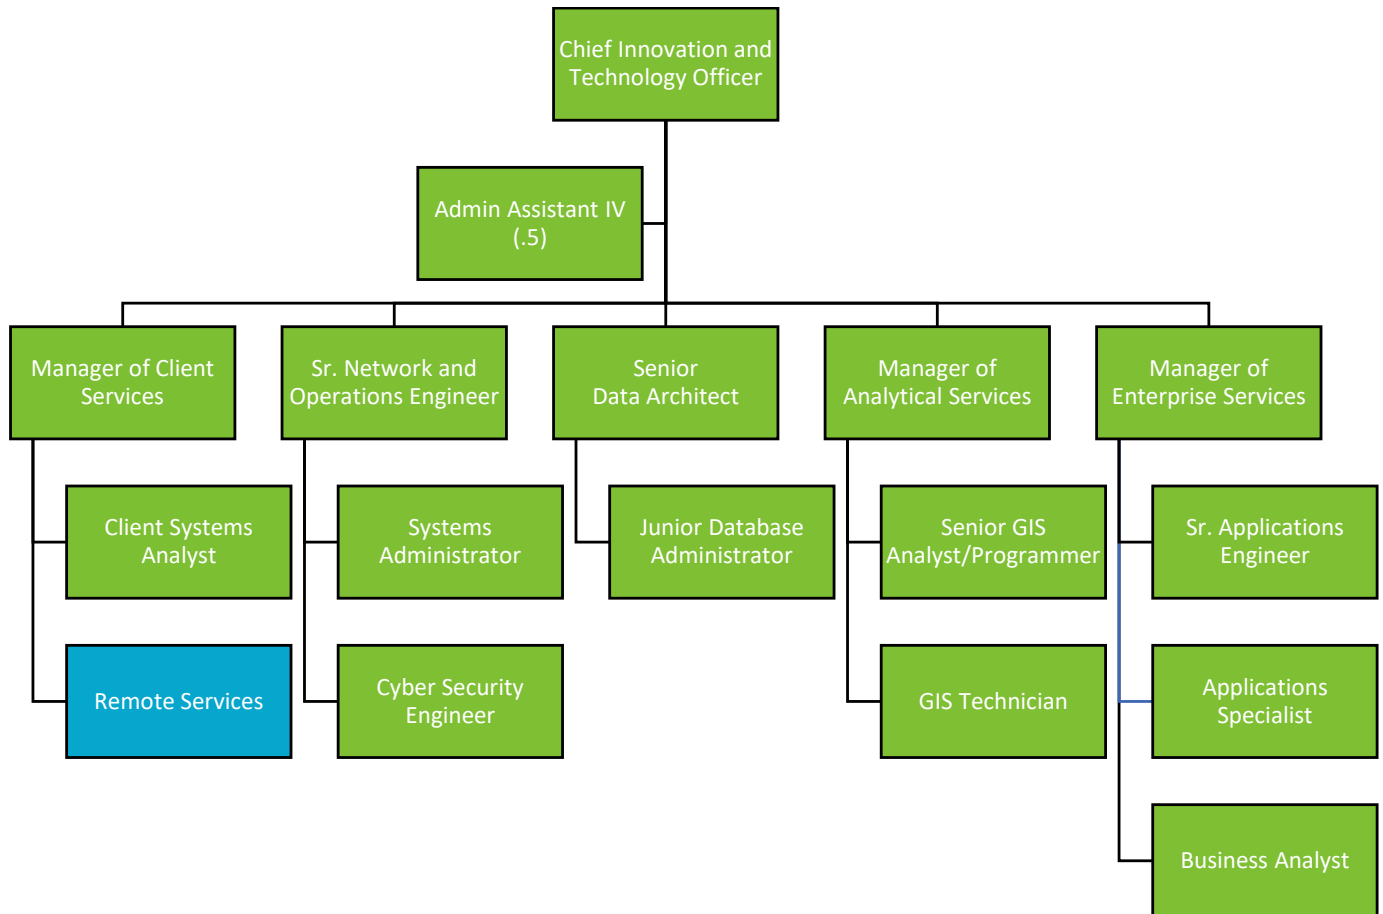 Chief Innovation and
Technology Officer
Admin Assistant IV
(.5)
Manager of Client
Services
Sr. Network and
Operations Engineer
Senior
Data Architect
Manager of
Analytical Services
Manager of
Enterprise Services
Client Systems
Analyst
Systems
Administrator
Junior Database
Administrator
Senior GIS
Analyst/Programmer
Sr. Applications
Engineer
Remote Services
Cyber Security
Engineer
GIS Technician
Applications
Specialist
Business Analyst